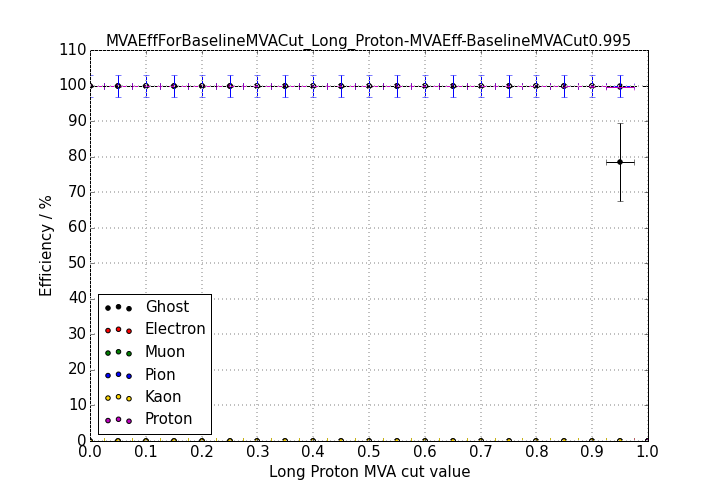 MVAEffForBaselineMVACut_Long_Proton-MVAEff-BaselineMVACut0.995
110
100
90
80
70
60
50
40
30
20
10
0
Efficiency / %
Ghost
Electron
Muon
Pion
Kaon
Proton
0.0 0.1 0.2 0.3 0.4 0.5 0.6 0.7 0.8 0.9 1.0
Long Proton MVA cut value